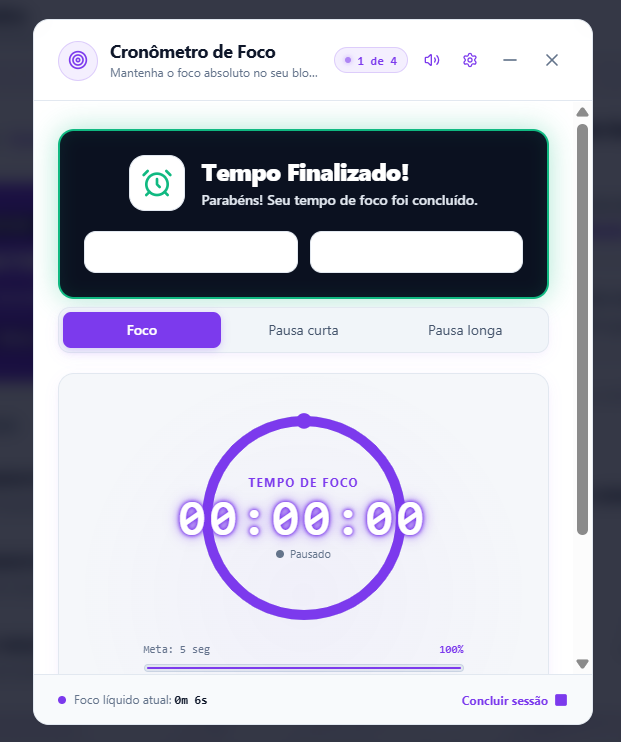 Cronômetro de Foco
Mantenha o foco absoluto no seu blo...
1 de 4
Tempo Finalizado!
Parabéns! Seu tempo de foco foi concluído.
Foco
Pausa curta
Pausa longa
TEMPO DE FOCO
00:00:00
Pausado
Meta: 5 seg
100%
Foco líquido atual: 0m 6s
Concluir sessão